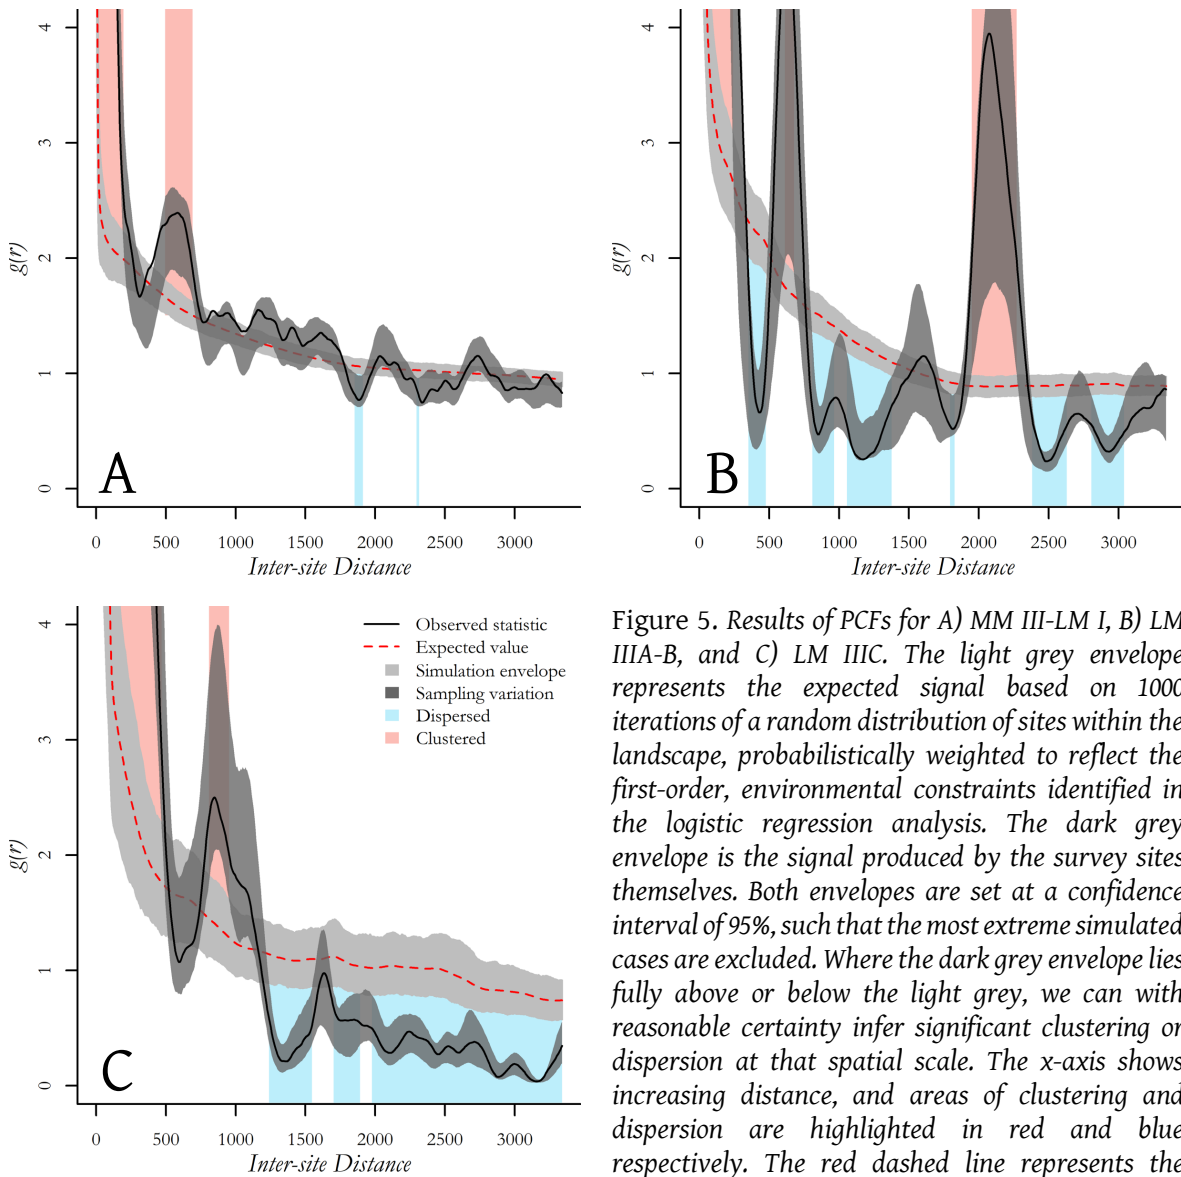 4
3
2
1
0
g(r)
A
0 500 1000 1500 2000 2500 3000
Inter-site Distance
4
3
2
1
0
g(r)
B
0 500 1000 1500 2000 2500 3000
Inter-site Distance
4
3
2
1
0
g(r)
Observed statistic
Expected value
Simulation envelope
Sampling variation
Dispersed
Clustered
C
0 500 1000 1500 2000 2500 3000
Inter-site Distance
Figure 5. Results of PCFs for A) MM III-LM I, B) LM
IIIA-B, and C) LM IIIC. The light grey envelope
represents the expected signal based on 1000
iterations of a random distribution of sites within the
landscape, probabilistically weighted to reflect the
first-order, environmental constraints identified in
the logistic regression analysis. The dark grey
envelope is the signal produced by the survey sites
themselves. Both envelopes are set at a confidence
interval of 95%, such that the most extreme simulated
cases are excluded. Where the dark grey envelope lies
fully above or below the light grey, we can with
reasonable certainty infer significant clustering or
dispersion at that spatial scale. The x-axis shows
increasing distance, and areas of clustering and
dispersion are highlighted in red and blue
respectively. The red dashed line represents the